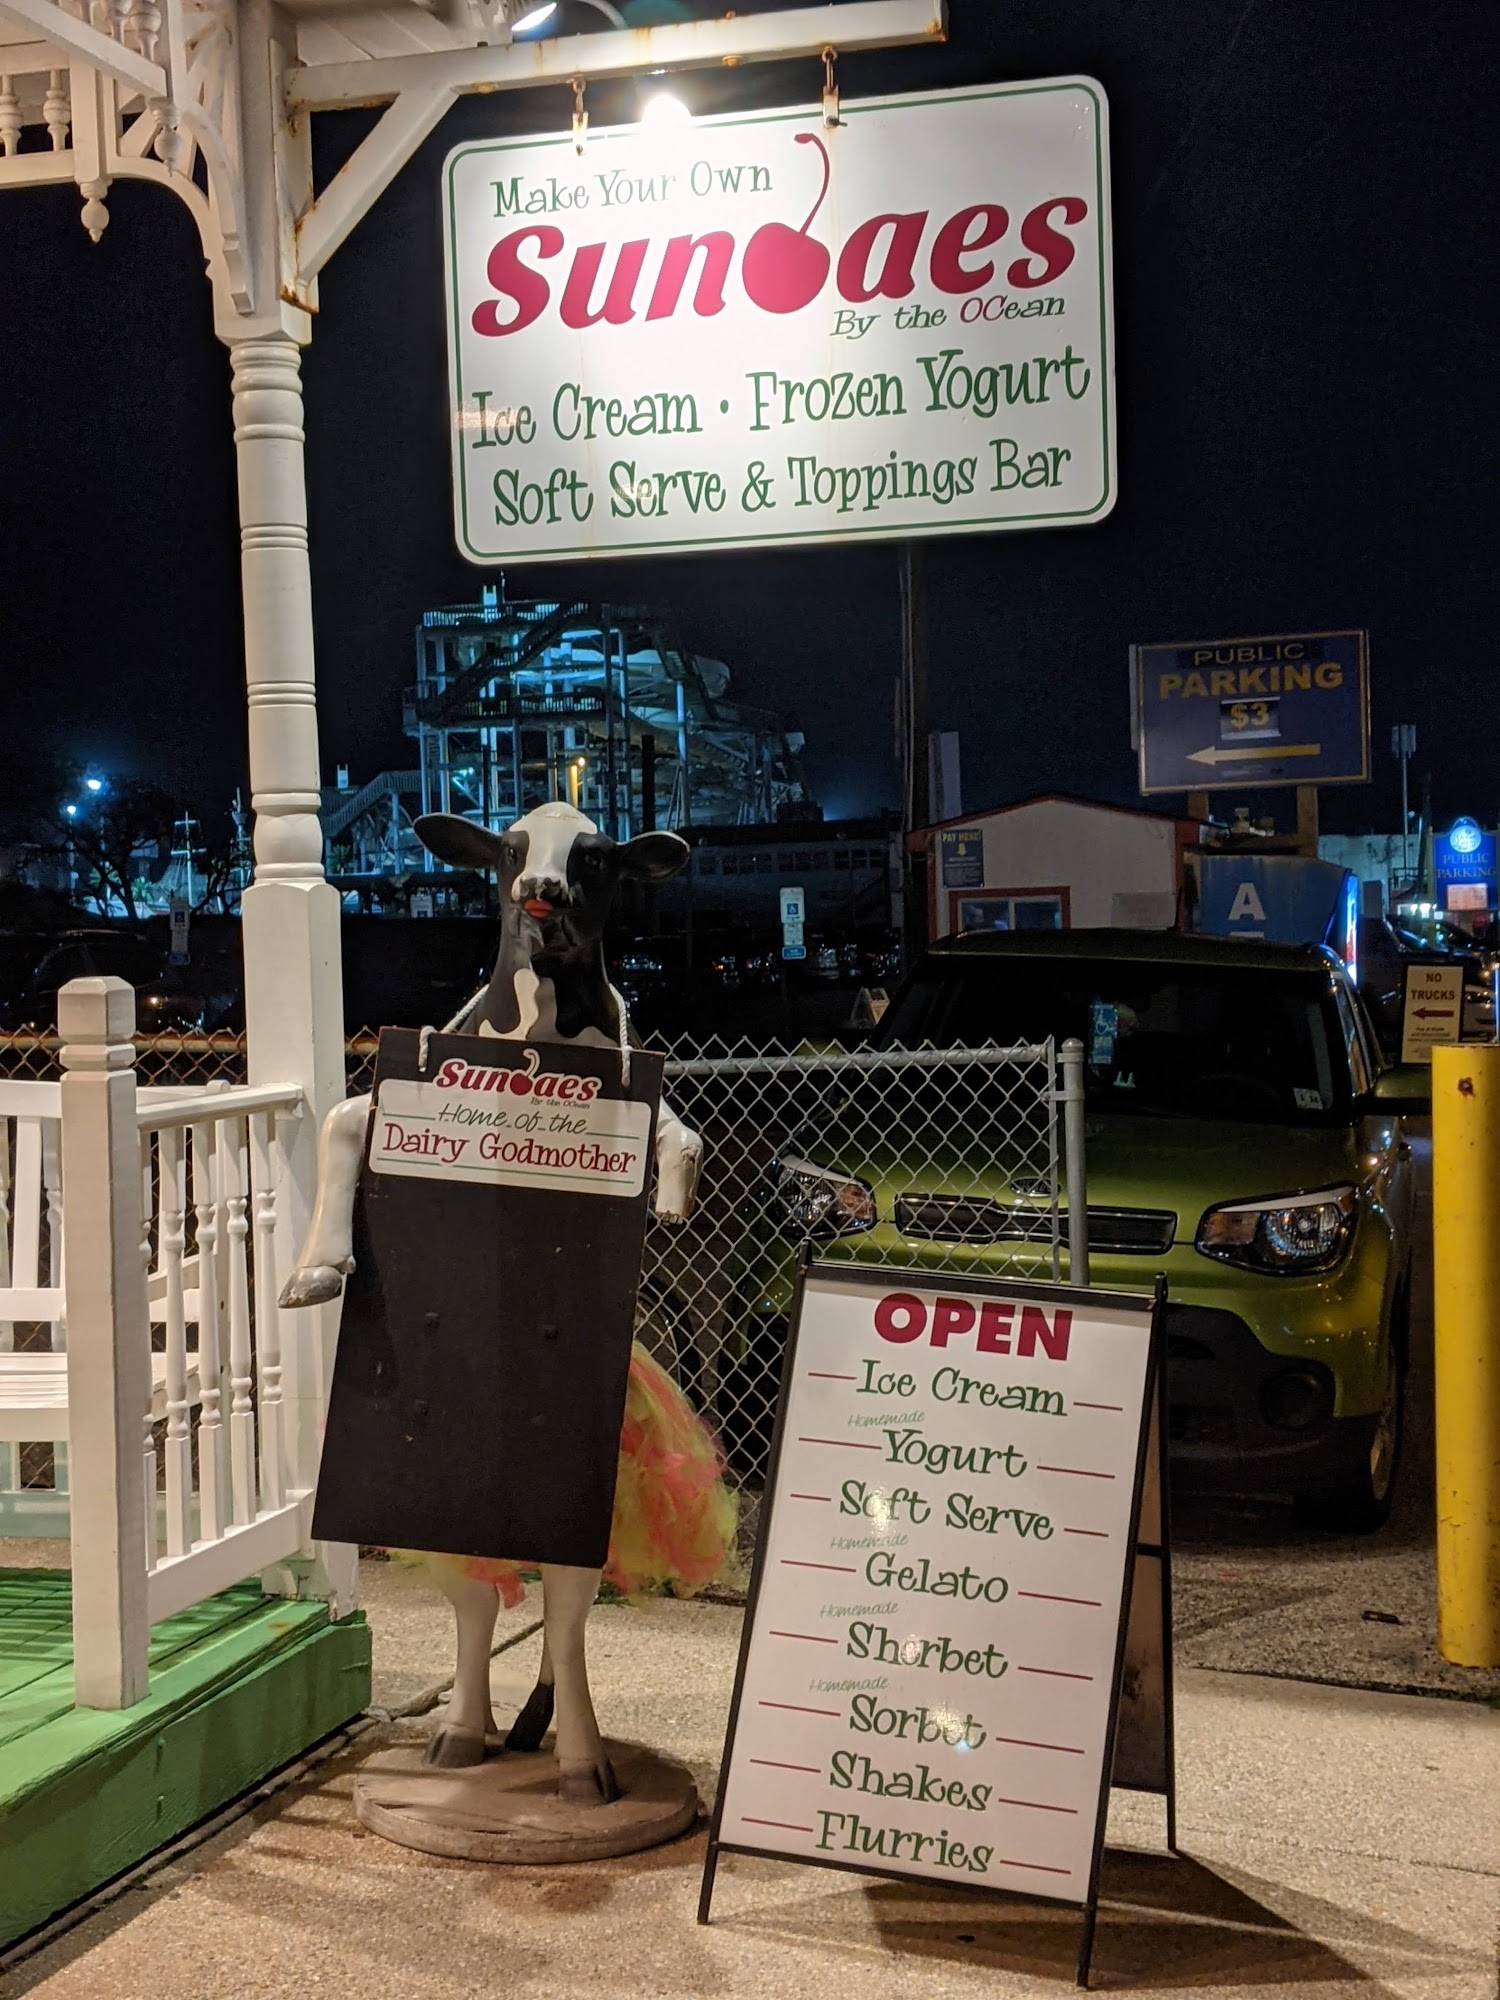 Make Your Own
Sundaes
By the OCean
Ice Cream • Frozen Yogurt
Soft Serve & Toppings Bar
PUBLIC
PARKING
$3
PAY HERE
PUBLIC
PARKING
A
NO
TRUCKS
Sundaes
By the OCean
Home of the
Dairy Godmother
OPEN
Ice Cream
Homemade
Yogurt
Soft Serve
Homemade
Gelato
Homemade
Sherbet
Homemade
Sorbet
Shakes
Flurries